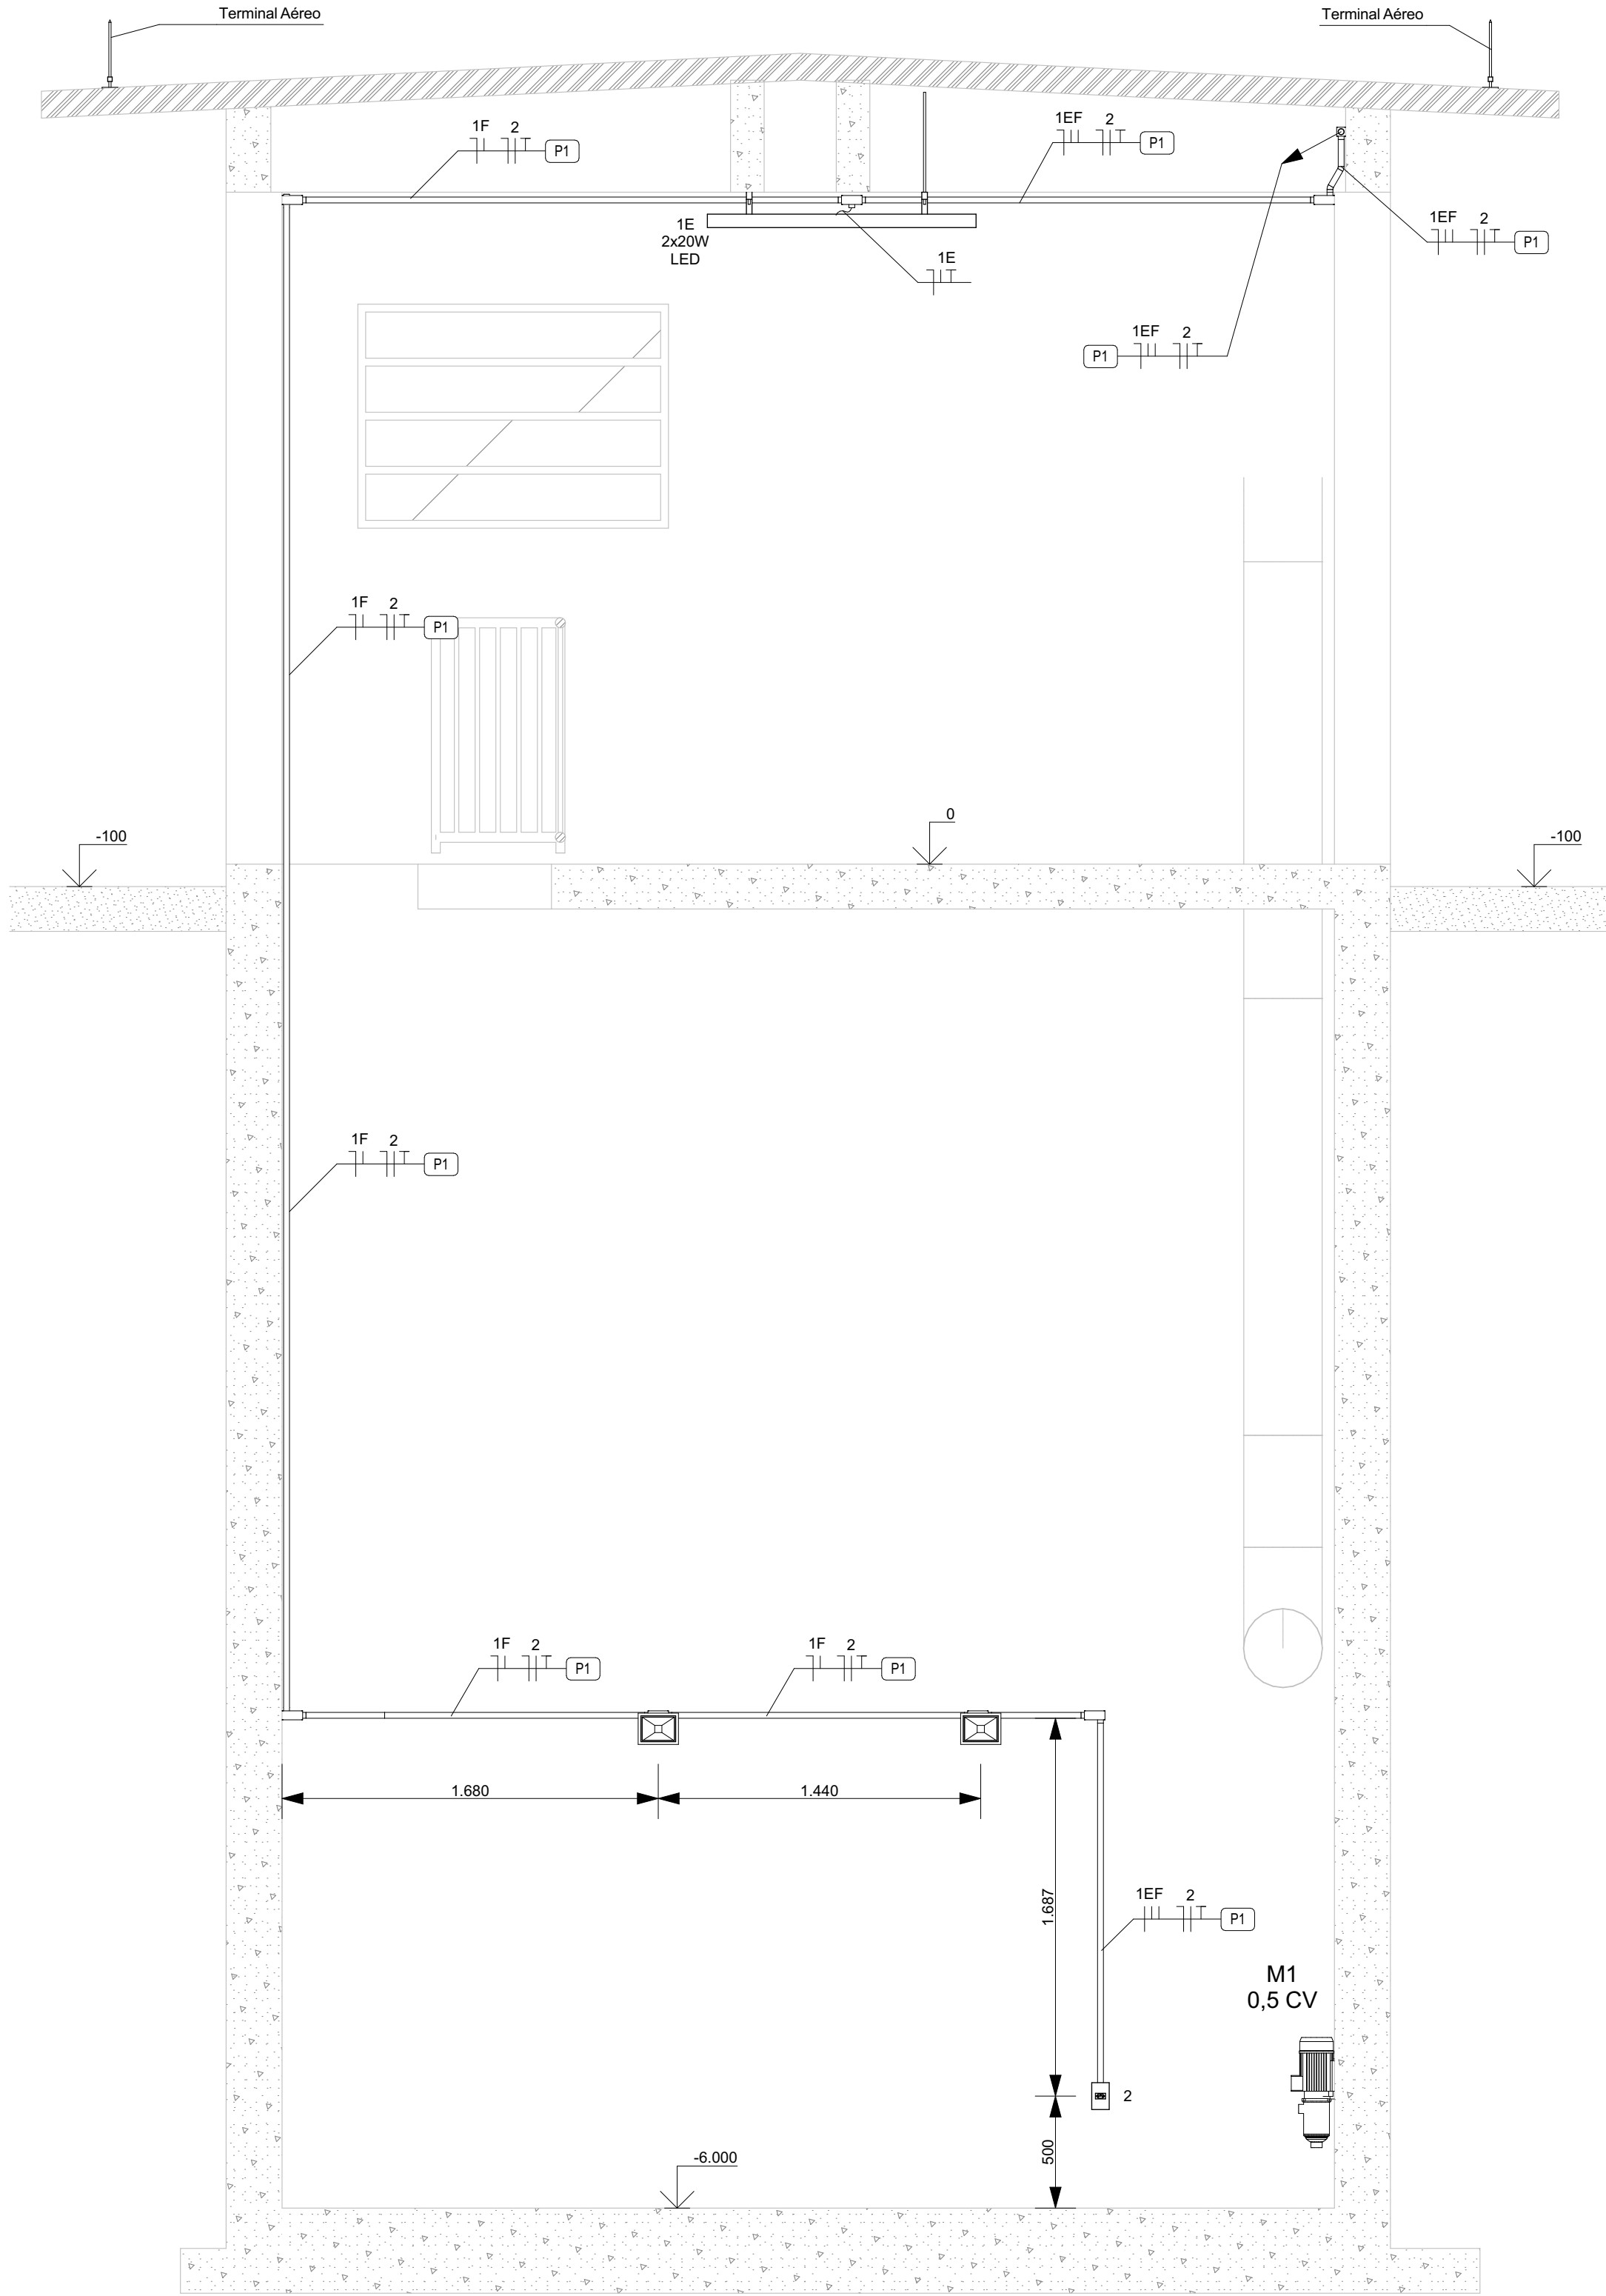 Terminal Aéreo
Terminal Aéreo
1F 2 P1
1EF 2 P1
1EF 2 P1
1E
2x20W
LED
1E
1EF 2
P1
1F 2 P1
0
-100
-100
1F 2 P1
1F 2 P1
1F 2 P1
1.680
1.440
1.687
1EF 2 P1
M1
0,5 CV
2
500
-6.000